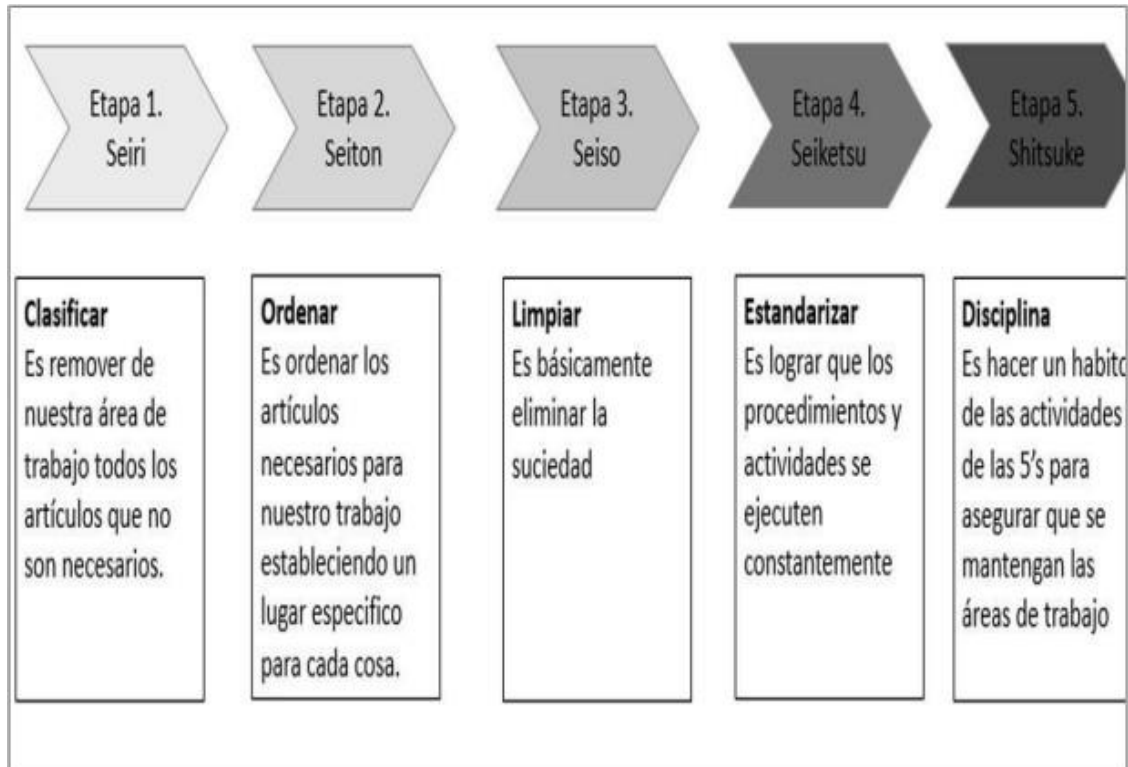 Etapa 1.
Seiri
Etapa 2.
Seiton
Etapa 3.
Seiso
Etapa 4.
Seiketsu
Etapa 5.
Shitsuke
Clasificar
Es remover de
nuestra área de
trabajo todos los
artículos que no
son necesarios.
Ordenar
Es ordenar los
artículos
necesarios para
nuestro trabajo
estableciendo un
lugar especifico
para cada cosa.
Limpiar
Es básicamente
eliminar la
suciedad
Estandarizar
Es lograr que los
procedimientos y
actividades se
ejecuten
constantemente
Disciplina
Es hacer un habito
de las actividades
de las 5's para
asegurar que se
mantengan las
áreas de trabajo